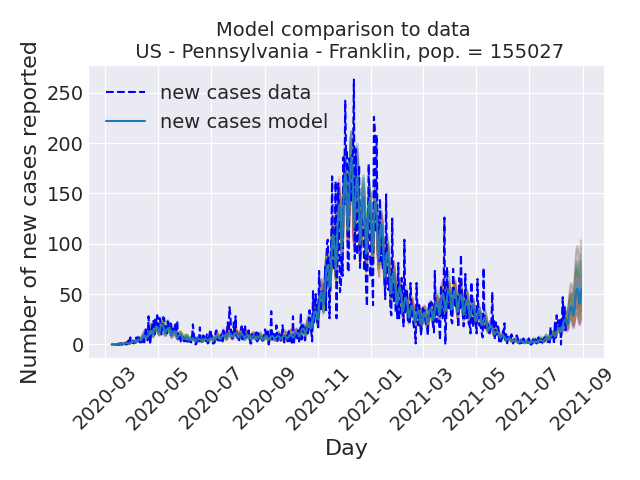 Model comparison to data
US - Pennsylvania - Franklin, pop. = 155027
Number of new cases reported
250
200
150
100
50
0
new cases data
new cases model
2020-03
2020-05
2020-07
2020-09
2020-11
2021-01
2021-03
2021-05
2021-07
2021-09
Day